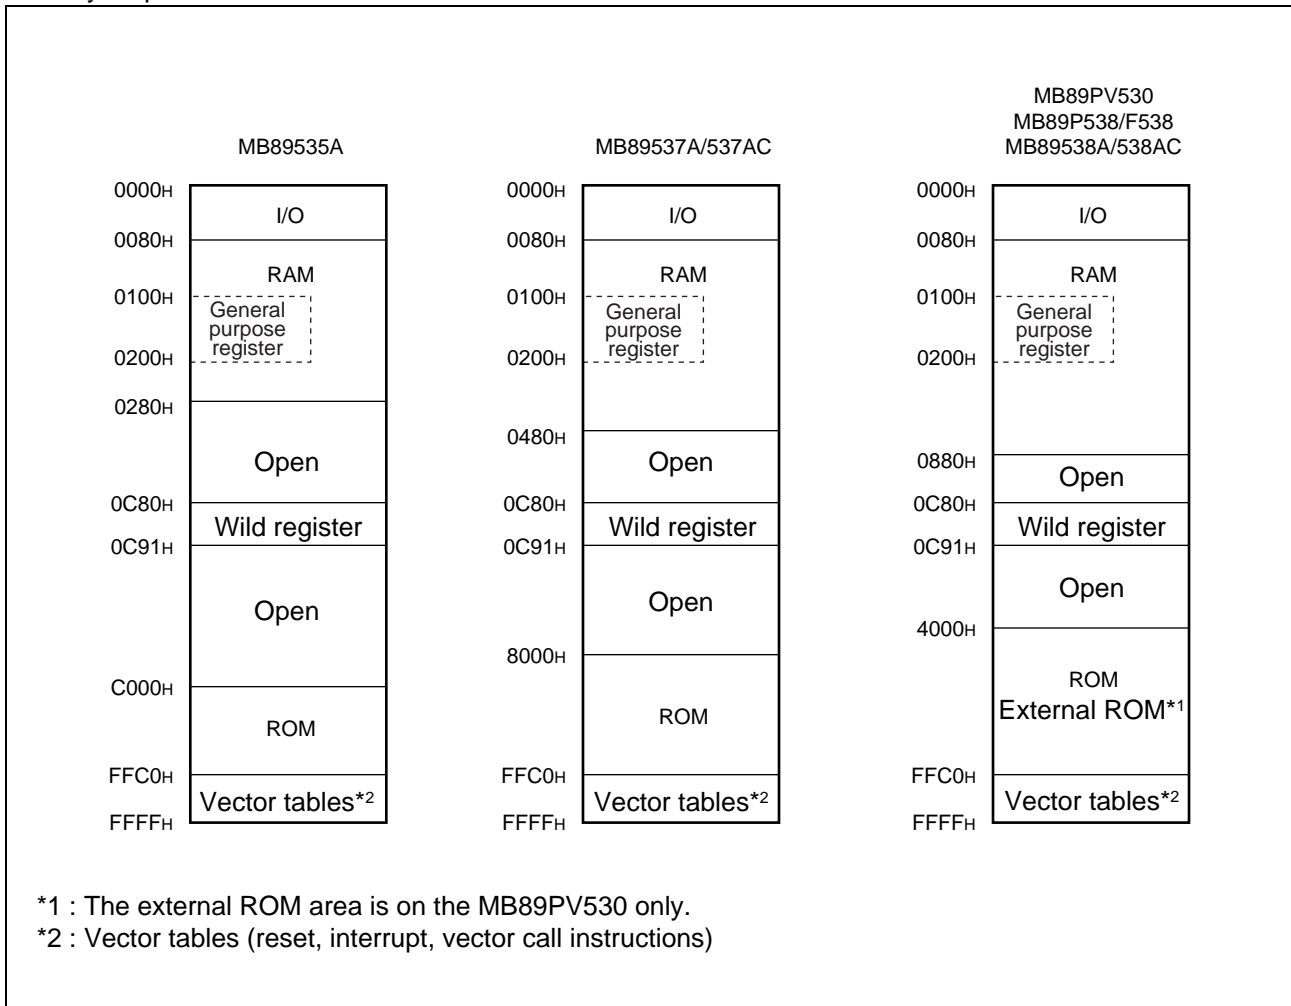 MB89535A
0000H
I/O
0080H
RAM
0100H
General
purpose
register
0200H
0280H
Open
0C80H
Wild register
0C91H
Open
C000H
ROM
FFC0H
Vector tables*2
FFFFH
MB89537A/537AC
0000H
I/O
0080H
RAM
0100H
General
purpose
register
0200H
0480H
Open
0C80H
Wild register
0C91H
Open
8000H
ROM
FFC0H
Vector tables*2
FFFFH
MB89PV530
MB89P538/F538
MB89538A/538AC
0000H
I/O
0080H
RAM
0100H
General
purpose
register
0200H
0880H
Open
0C80H
Wild register
0C91H
Open
4000H
ROM
External ROM*1
FFC0H
Vector tables*2
FFFFH
*1 : The external ROM area is on the MB89PV530 only.
*2 : Vector tables (reset, interrupt, vector call instructions)